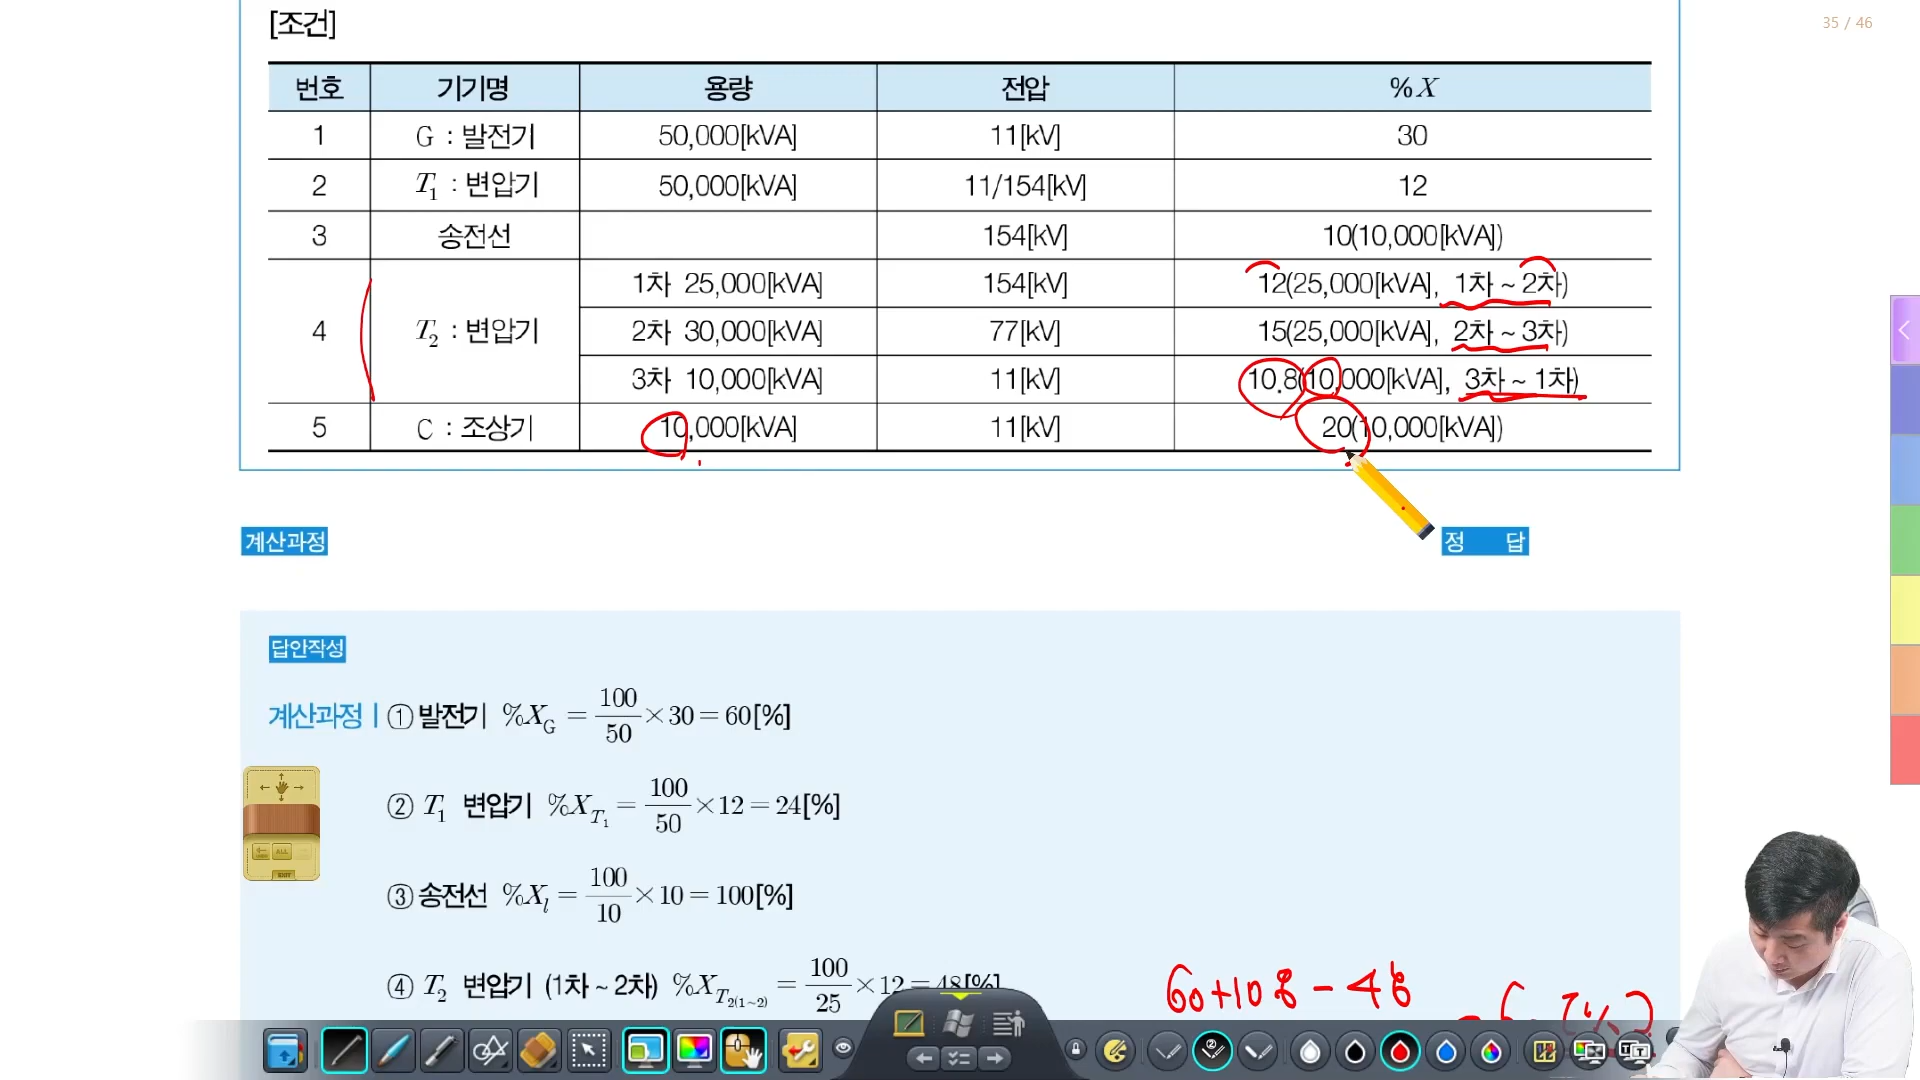 35 / 46
[조건]
번호 기기명 용량 전압 %X
1 G : 발전기 50,000[kVA] 11[kV] 30
2 T₁ : 변압기 50,000[kVA] 11/154[kV] 12
3 송전선 154[kV] 10(10,000[kVA])
4 T₂ : 변압기 1차 25,000[kVA] 154[kV] 12(25,000[kVA], 1차 ~ 2차)
2차 30,000[kVA] 77[kV] 15(25,000[kVA], 2차 ~ 3차)
3차 10,000[kVA] 11[kV] 10.8(10,000[kVA], 3차 ~ 1차)
5 C : 조상기 10,000[kVA] 11[kV] 20(10,000[kVA])
계산과정 정 답
답안작성
계산과정 | ① 발전기 %X_G = 100/50 × 30 = 60[%]
② T₁ 변압기 %X_T₁ = 100/50 × 12 = 24[%]
③ 송전선 %X_l = 100/10 × 10 = 100[%]
④ T₂ 변압기 (1차 ~ 2차) %X_T₂(1~2) = 100/25 × 12 = 48[%]
60+108-48